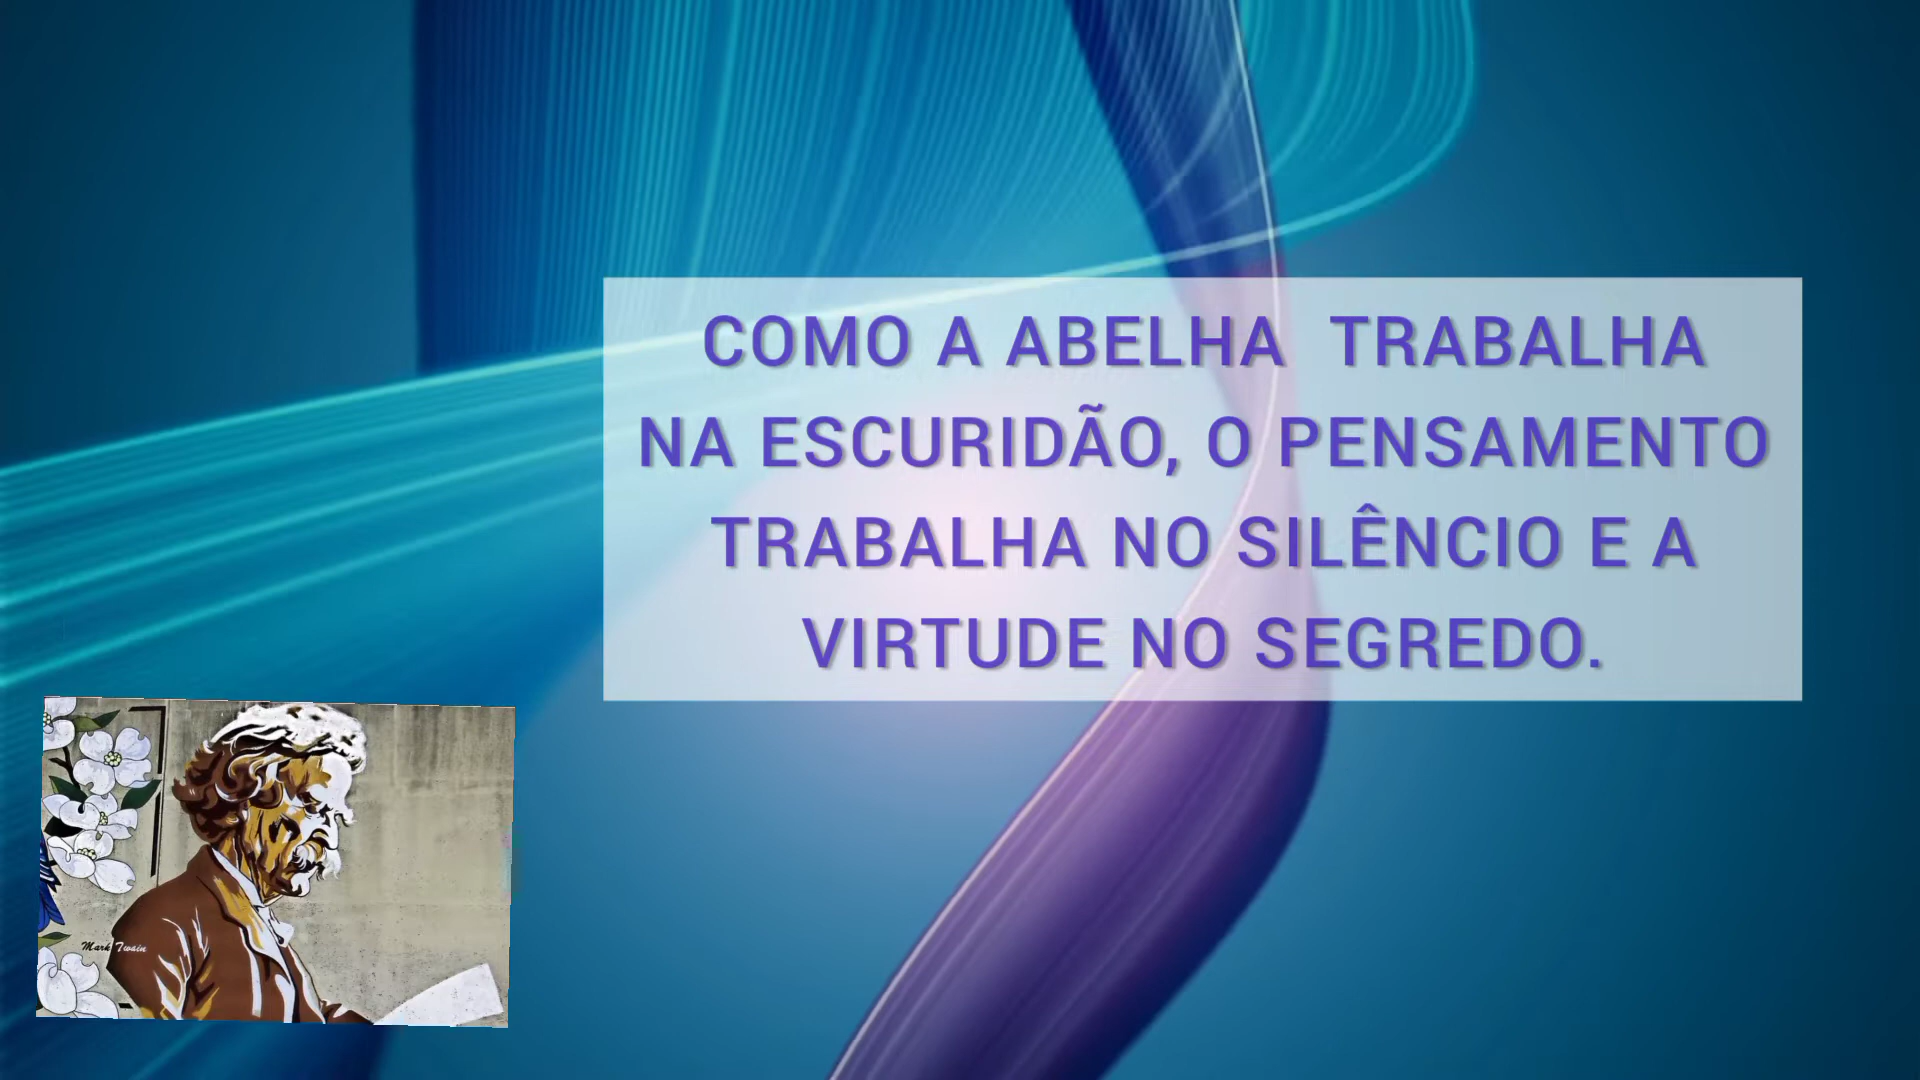 COMO A ABELHA TRABALHA
NA ESCURIDÃO, O PENSAMENTO
TRABALHA NO SILÊNCIO E A
VIRTUDE NO SEGREDO.
Mark Twain